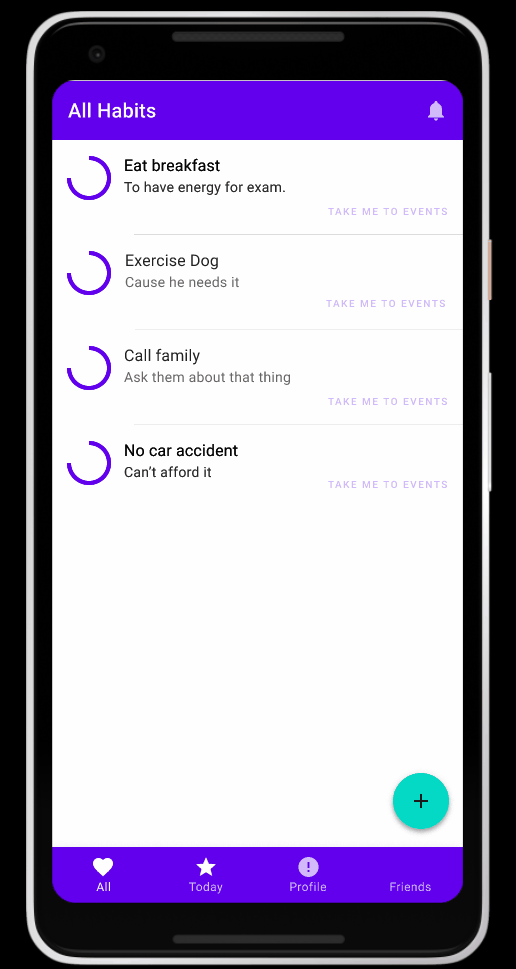 All Habits
Eat breakfast
To have energy for exam.
TAKE ME TO EVENTS
Exercise Dog
Cause he needs it
TAKE ME TO EVENTS
Call family
Ask them about that thing
TAKE ME TO EVENTS
No car accident
Can’t afford it
TAKE ME TO EVENTS
All Today Profile Friends